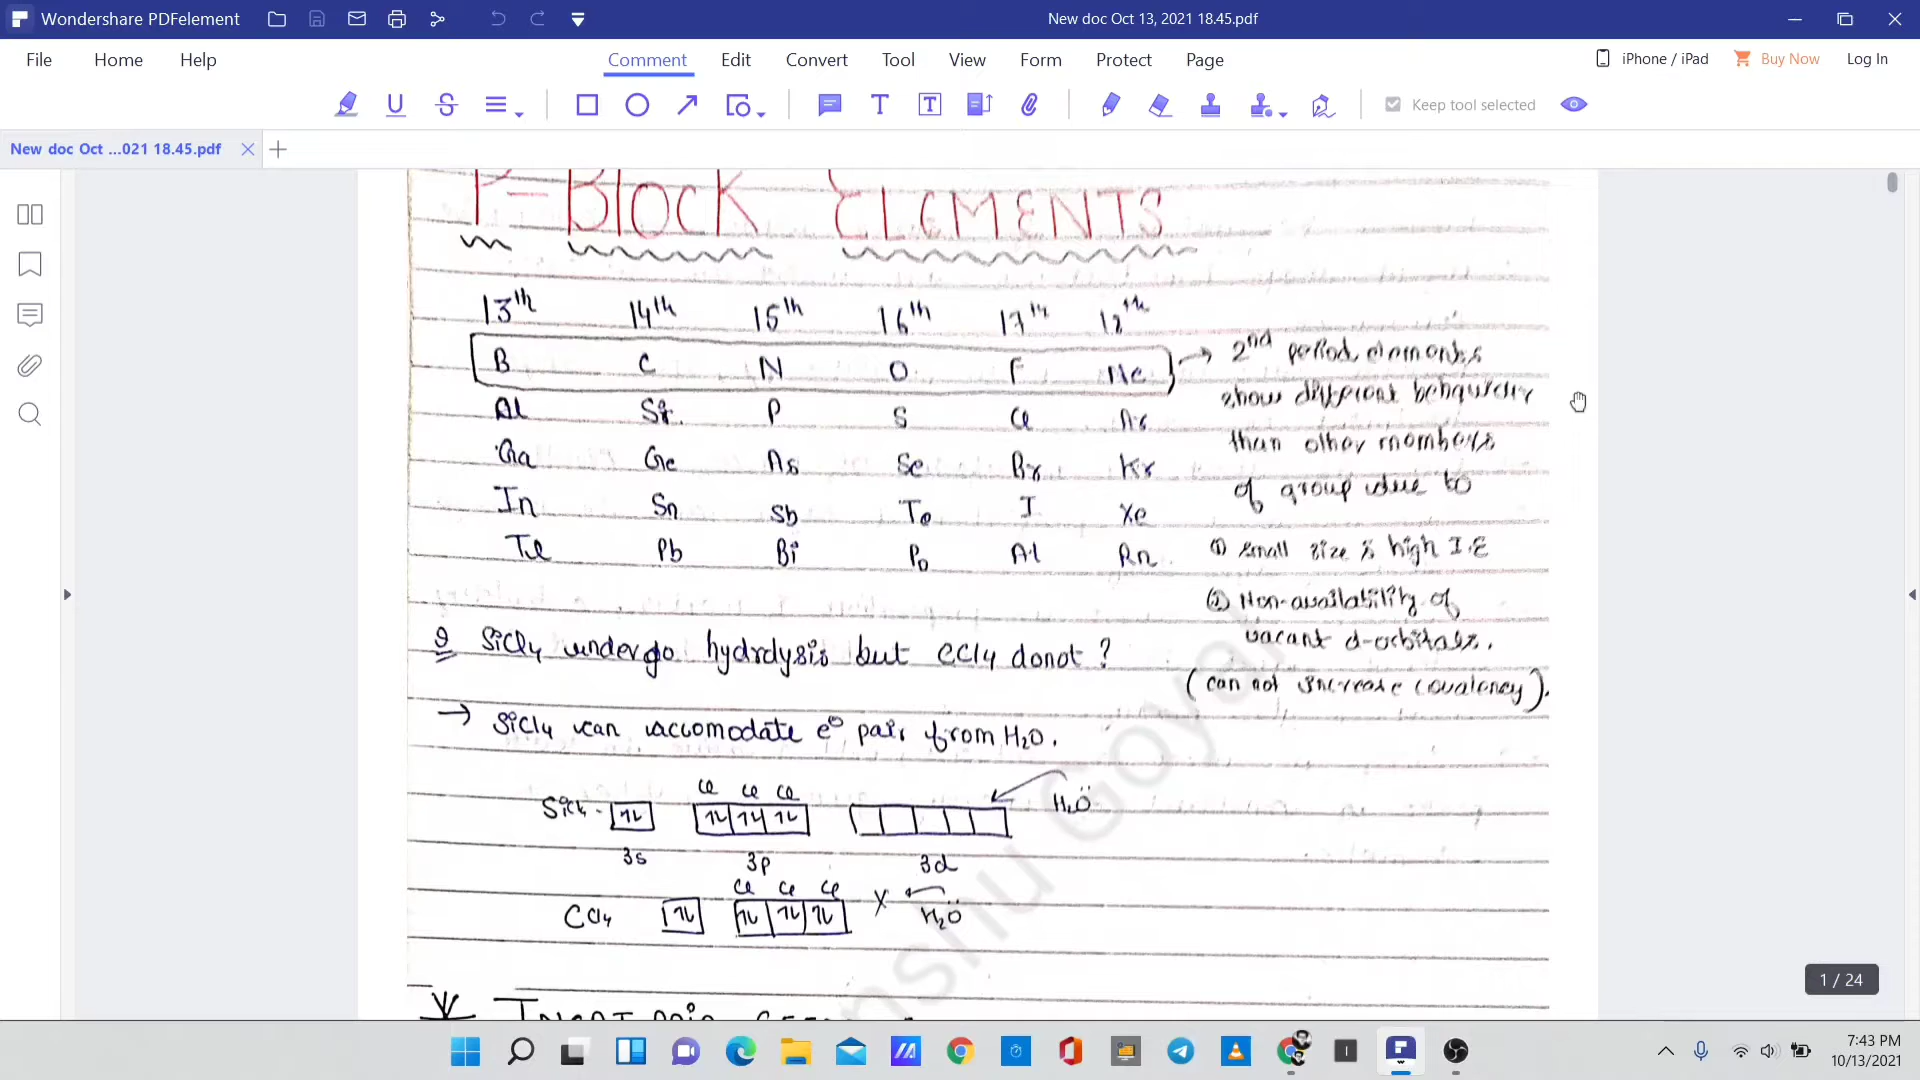 Wondershare PDFelement
New doc Oct 13, 2021 18.45.pdf
File Home Help Comment Edit Convert Tool View Form Protect Page iPhone / iPad Buy Now Log In
Keep tool selected
New doc Oct ...021 18.45.pdf
P-BLOCK ELEMENTS
13th 14th 15th 16th 17th
B C N O F Ne
Al Si P S Cl Ar
Ga Ge As Se Br Kr
In Sn Sb Te I Xe
Tl Pb Bi Po At Rn
2nd period elements
show different behaviour
than other members
of group due to
① small size & high I.E
② Non-availability of
vacant d-orbitals.
(can not increase covalency).
Q SiCl4 undergo hydrolysis but CCl4 donot ?
→ SiCl4 can accomodate e⊖ pair from H2O.
Cl Cl Cl
SiCl4 - H2Ö
3s 3p 3d
Cl Cl Cl
CCl4 X H2Ö
Goyal
1 / 24
7:43 PM
10/13/2021